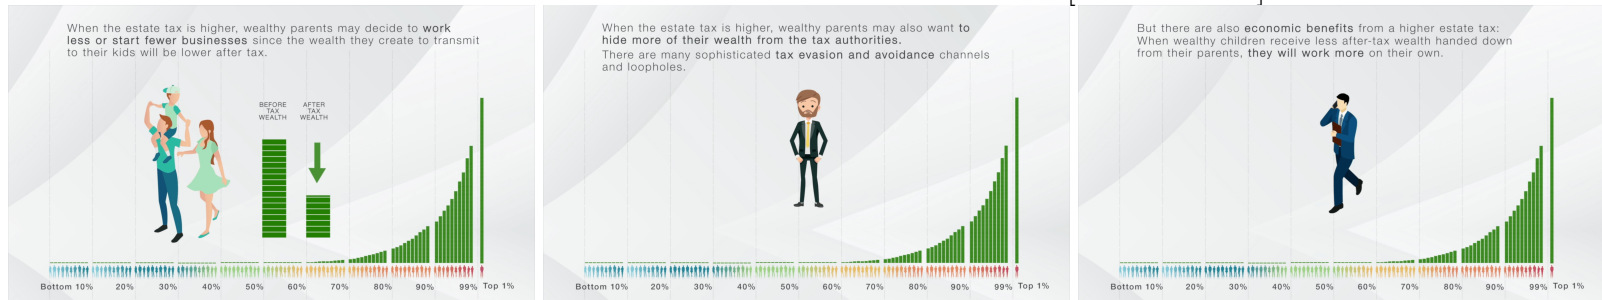 When the estate tax is higher, wealthy parents may decide to work
less or start fewer businesses since the wealth they create to transmit
to their kids will be lower after tax.
BEFORE
TAX
WEALTH
AFTER
TAX
WEALTH
Bottom 10% 20% 30% 40% 50% 60% 70% 80% 90% 99% Top 1%
When the estate tax is higher, wealthy parents may also want to
hide more of their wealth from the tax authorities.
There are many sophisticated tax evasion and avoidance channels
and loopholes.
Bottom 10% 20% 30% 40% 50% 60% 70% 80% 90% 99% Top 1%
But there are also economic benefits from a higher estate tax:
When wealthy children receive less after-tax wealth handed down
from their parents, they will work more on their own.
Bottom 10% 20% 30% 40% 50% 60% 70% 80% 90% 99% Top 1%